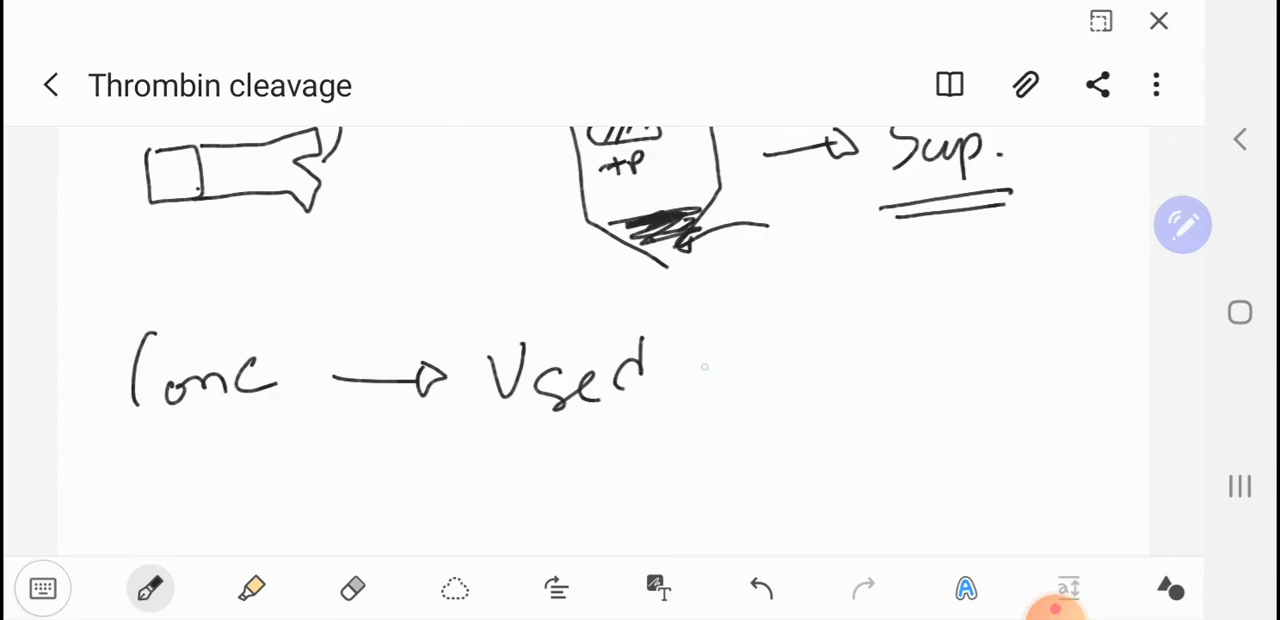 Thrombin cleavage
+P → Sup.
Conc → Used